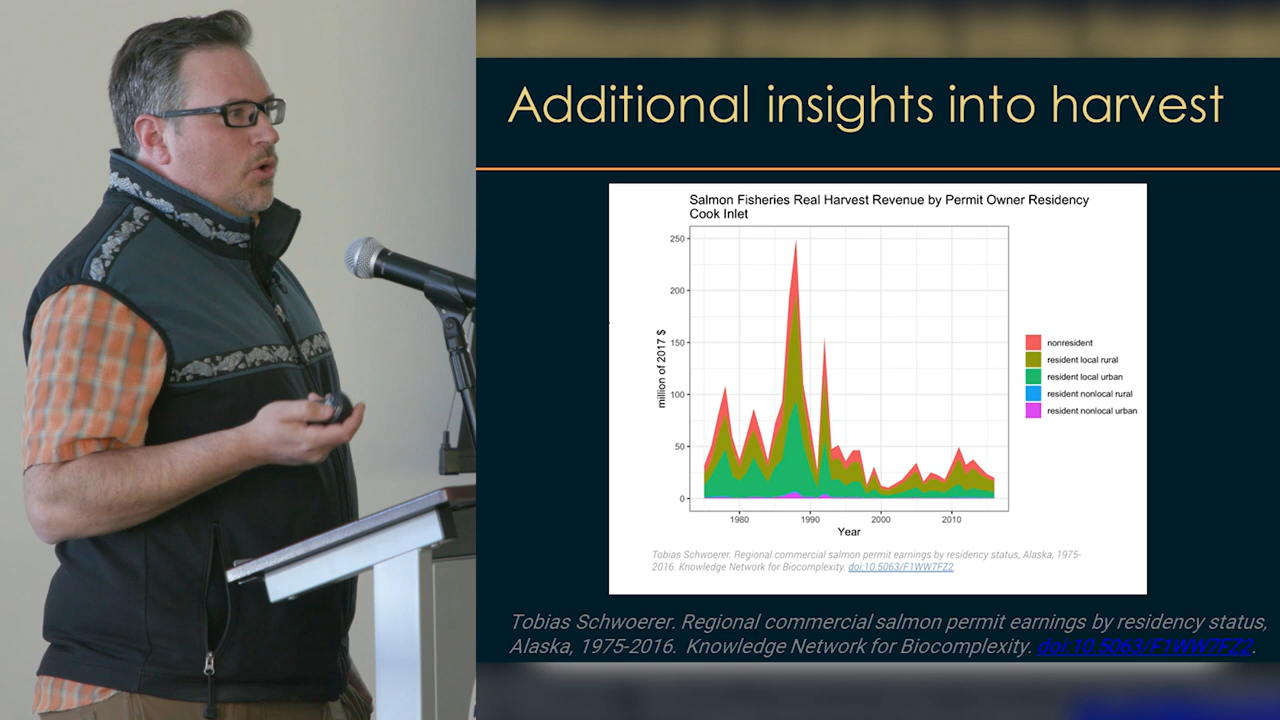 Additional insights into harvest
Salmon Fisheries Real Harvest Revenue by Permit Owner Residency
Cook Inlet
250
200
150
100
50
0
million of 2017 $
1980
1990
2000
2010
Year
nonresident
resident local rural
resident local urban
resident nonlocal rural
resident nonlocal urban
Tobias Schwoerer. Regional commercial salmon permit earnings by residency status, Alaska, 1975-
2016. Knowledge Network for Biocomplexity. doi:10.5063/F1WW7FZ2.
Tobias Schwoerer. Regional commercial salmon permit earnings by residency status,
Alaska, 1975-2016. Knowledge Network for Biocomplexity. doi:10.5063/F1WW7FZ2.